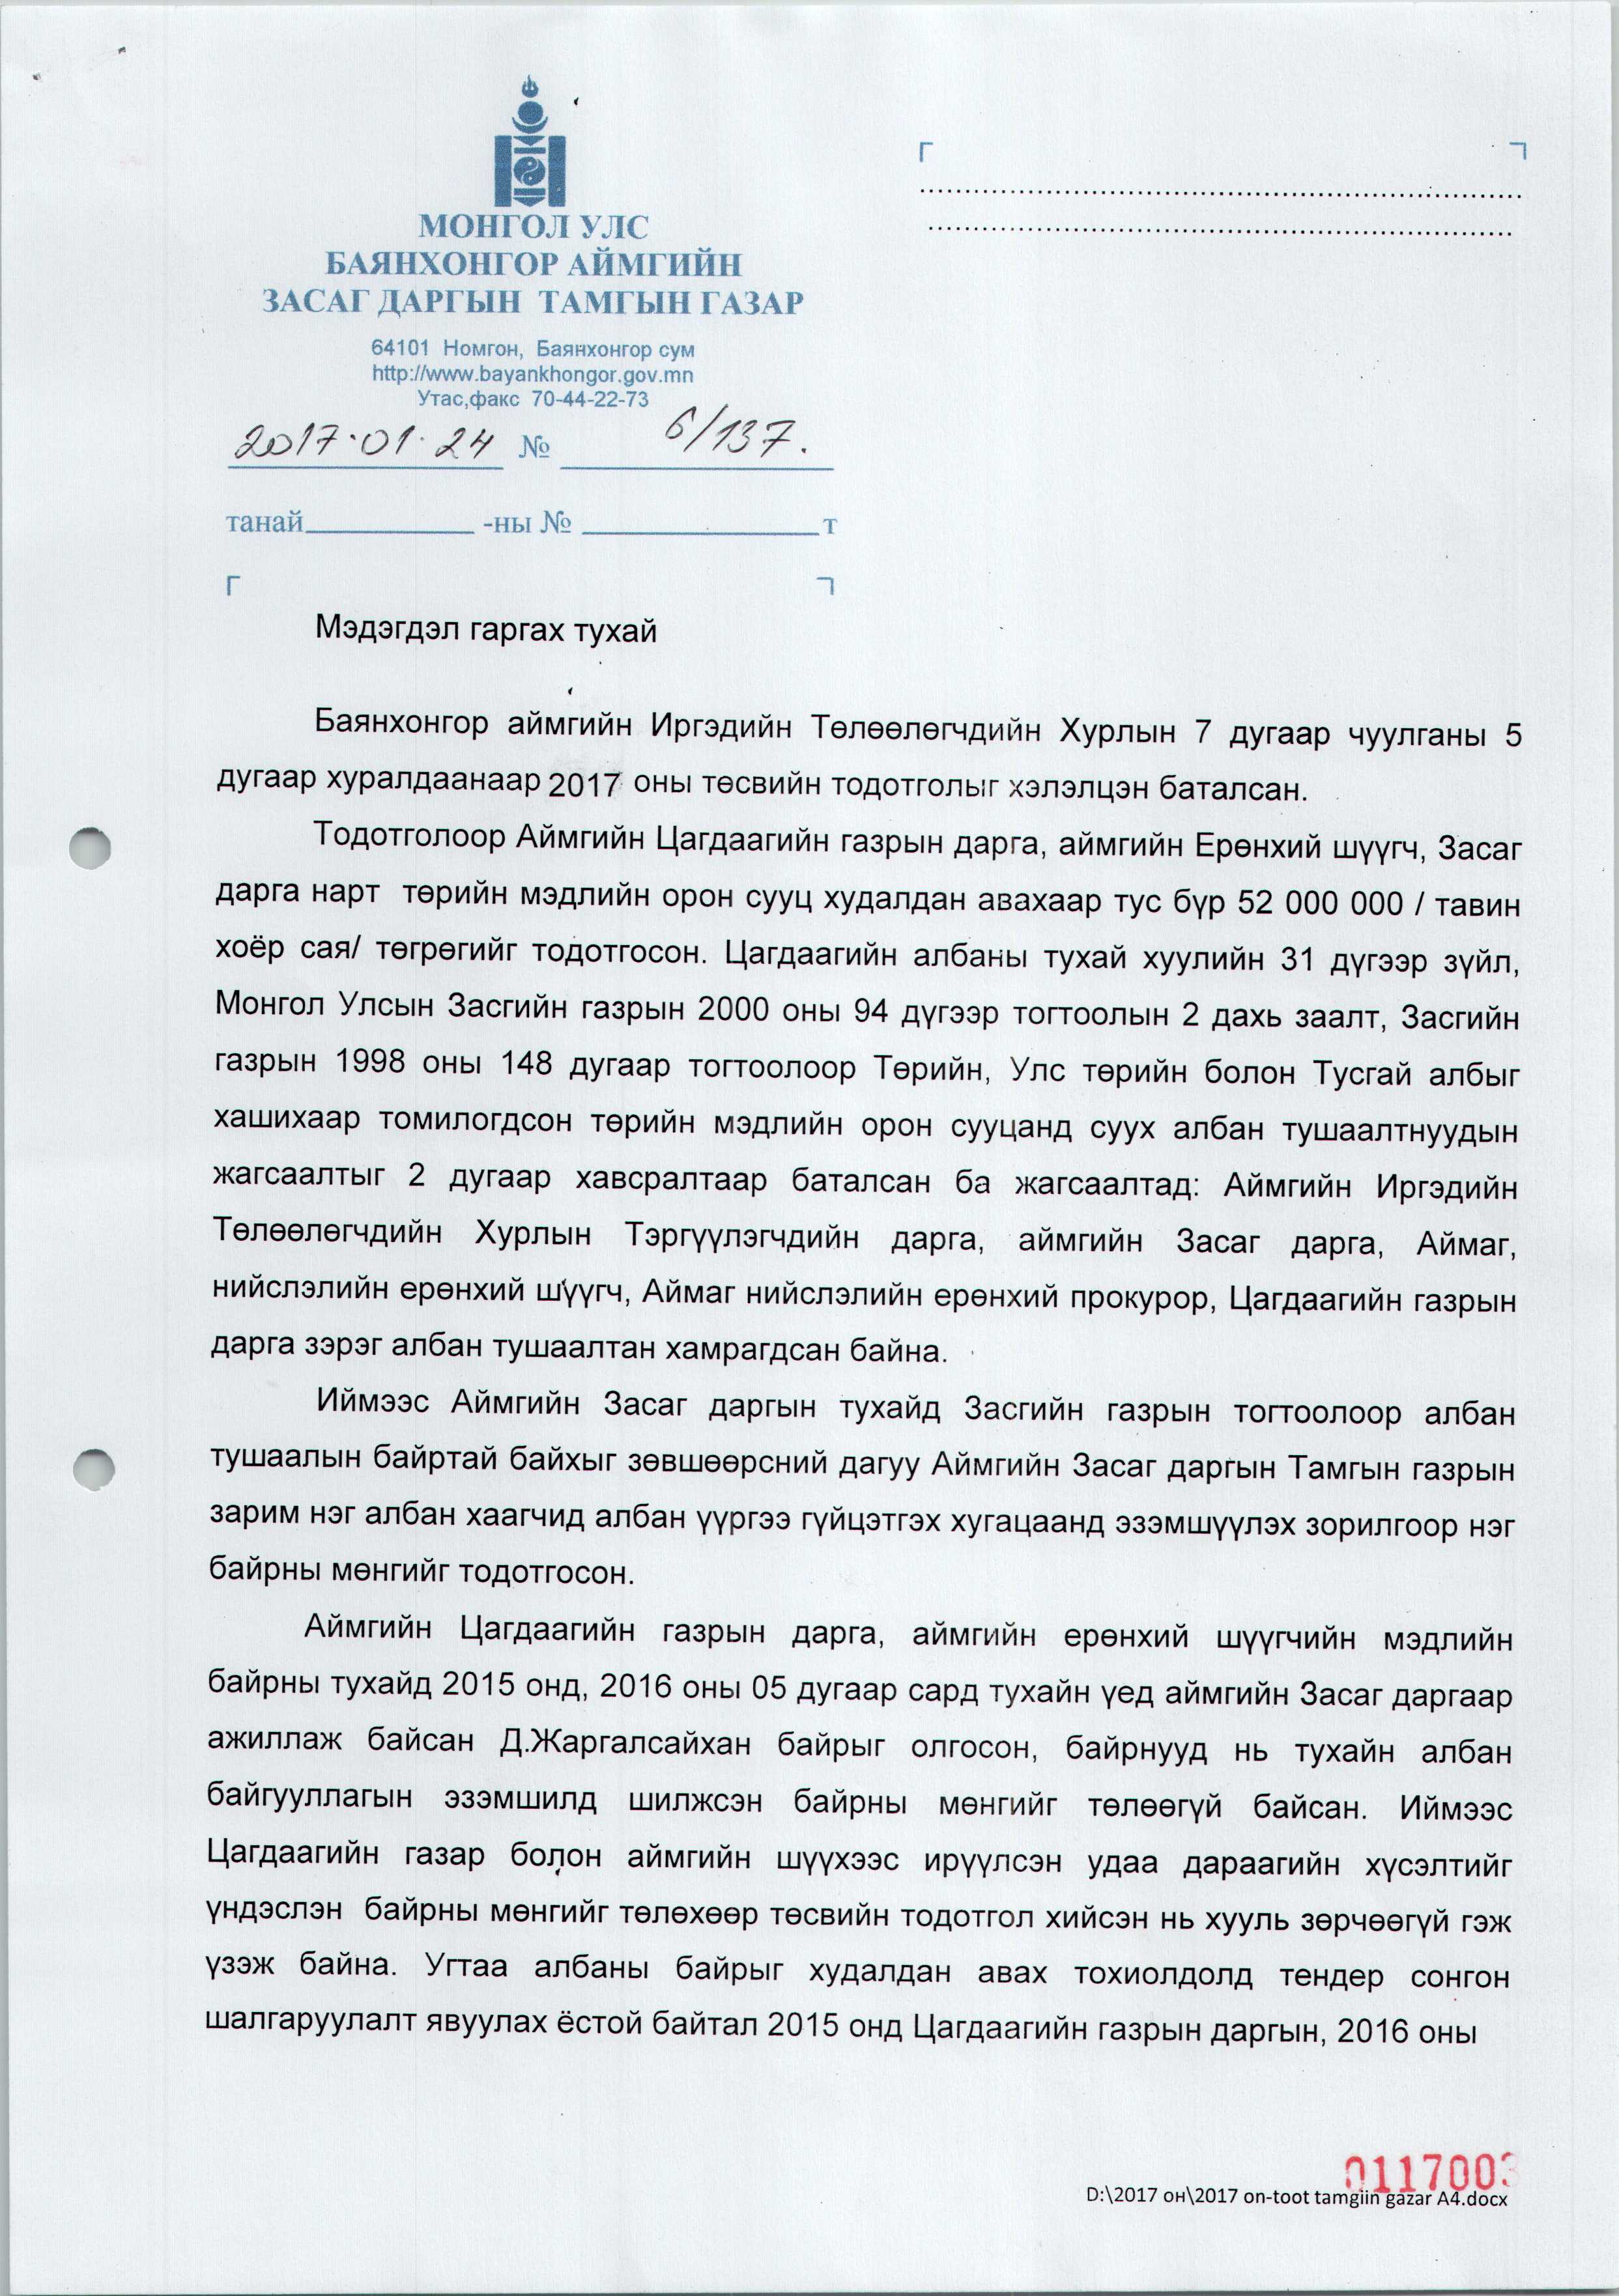 МОНГОЛ УЛС
БАЯНХОНГОР АЙМГИЙН
ЗАСАГ ДАРГЫН ТАМГЫН ГАЗАР
64101 Номгон, Баянхонгор сум
http://www.bayankhongor.gov.mn
Утас,факс 70-44-22-73
2017.01.24 № 6/137.
танай -ны № т
Мэдэгдэл гаргах тухай
Баянхонгор аймгийн Иргэдийн Төлөөлөгчдийн Хурлын 7 дугаар чуулганы 5
дугаар хуралдаанаар 2017 оны төсвийн тодотголыг хэлэлцэн баталсан.
Тодотголоор Аймгийн Цагдаагийн газрын дарга, аймгийн Ерөнхий шүүгч, Засаг
дарга нарт төрийн мэдлийн орон сууц худалдан авахаар тус бүр 52 000 000 / тавин
хоёр сая/ төгрөгийг тодотгосон. Цагдаагийн албаны тухай хуулийн 31 дүгээр зүйл,
Монгол Улсын Засгийн газрын 2000 оны 94 дүгээр тогтоолын 2 дахь заалт, Засгийн
газрын 1998 оны 148 дугаар тогтоолоор Төрийн, Улс төрийн болон Тусгай албыг
хашихаар томилогдсон төрийн мэдлийн орон сууцанд суух албан тушаалтнуудын
жагсаалтыг 2 дугаар хавсралтаар баталсан ба жагсаалтад: Аймгийн Иргэдийн
Төлөөлөгчдийн Хурлын Тэргүүлэгчдийн дарга, аймгийн Засаг дарга, Аймаг,
нийслэлийн ерөнхий шүүгч, Аймаг нийслэлийн ерөнхий прокурор, Цагдаагийн газрын
дарга зэрэг албан тушаалтан хамрагдсан байна.
Иймээс Аймгийн Засаг даргын тухайд Засгийн газрын тогтоолоор албан
тушаалын байртай байхыг зөвшөөрсний дагуу Аймгийн Засаг даргын Тамгын газрын
зарим нэг албан хаагчид албан үүргээ гүйцэтгэх хугацаанд эзэмшүүлэх зорилгоор нэг
байрны мөнгийг тодотгосон.
Аймгийн Цагдаагийн газрын дарга, аймгийн ерөнхий шүүгчийн мэдлийн
байрны тухайд 2015 онд, 2016 оны 05 дугаар сард тухайн үед аймгийн Засаг даргаар
ажиллаж байсан Д.Жаргалсайхан байрыг олгосон, байрнууд нь тухайн албан
байгууллагын эзэмшилд шилжсэн байрны мөнгийг төлөөгүй байсан. Иймээс
Цагдаагийн газар болон аймгийн шүүхээс ирүүлсэн удаа дараагийн хүсэлтийг
үндэслэн байрны мөнгийг төлөхөөр төсвийн тодотгол хийсэн нь хууль зөрчөөгүй гэж
үзэж байна. Угтаа албаны байрыг худалдан авах тохиолдолд тендер сонгон
шалгаруулалт явуулах ёстой байтал 2015 онд Цагдаагийн газрын даргын, 2016 оны
0117003
D:\2017 он\2017 on-toot tamgiin gazar A4.docx